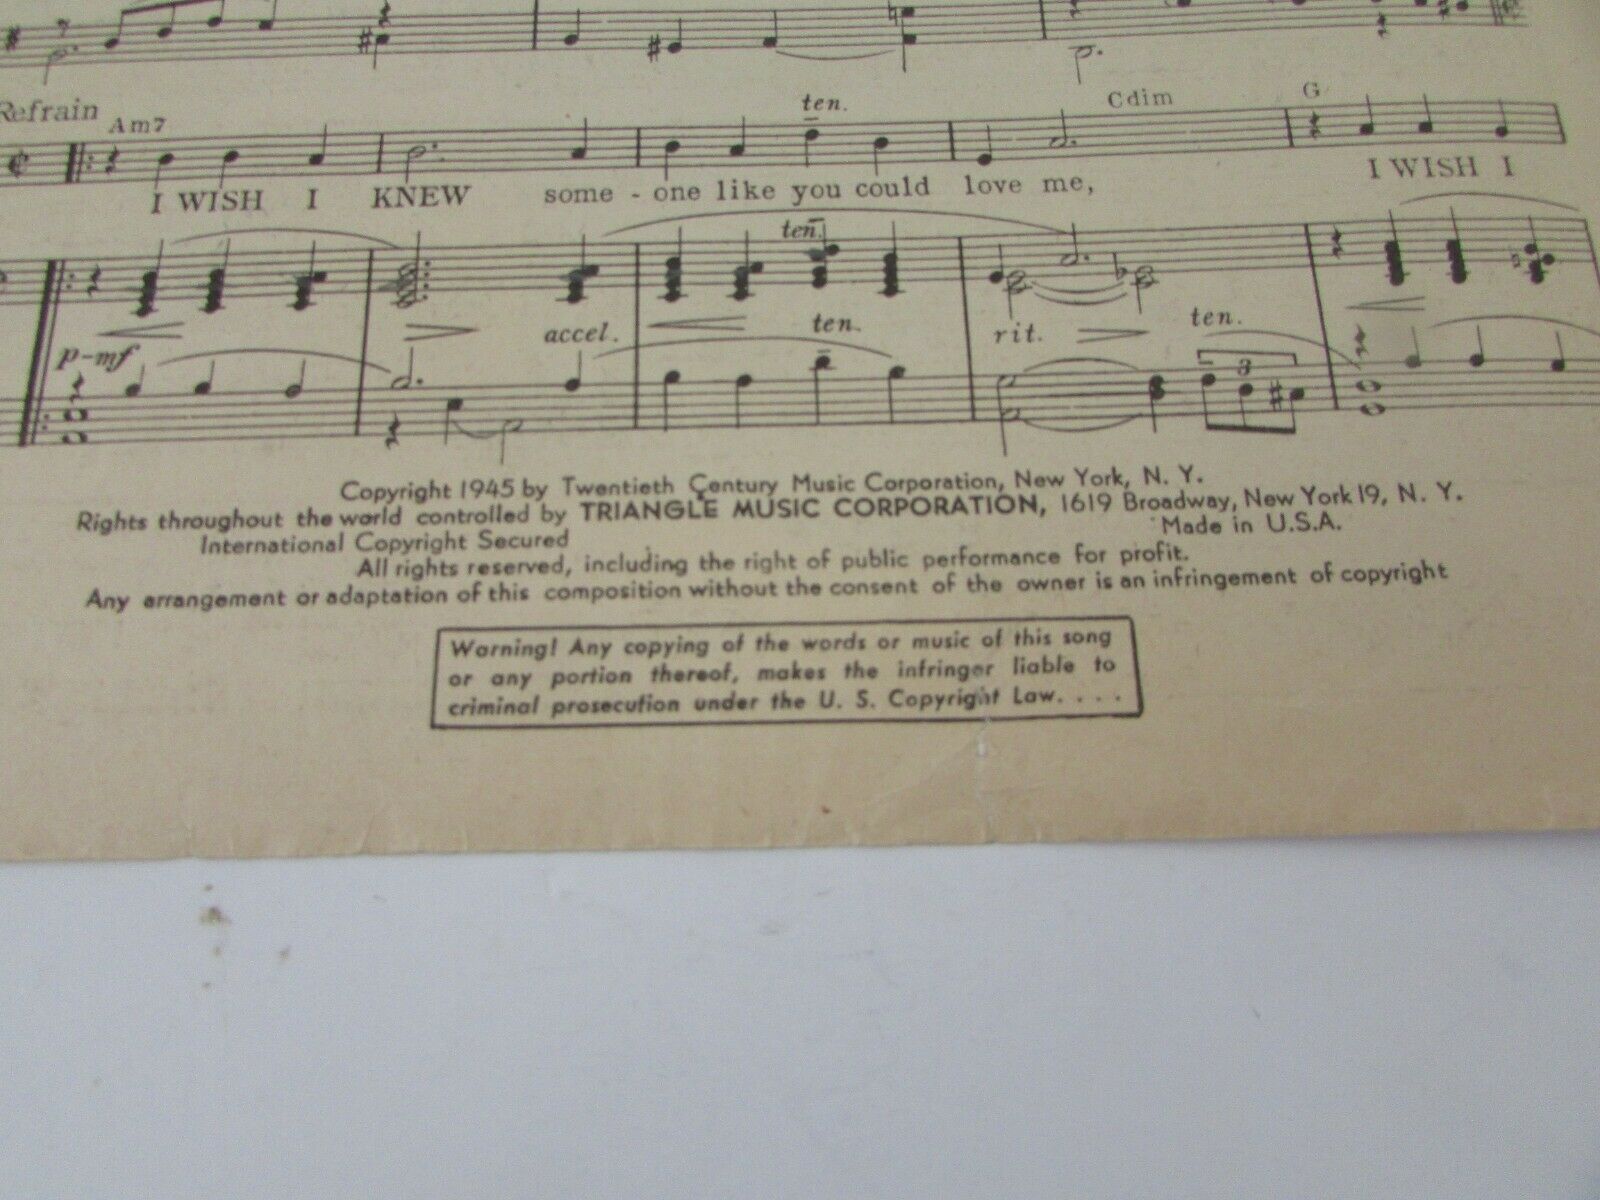 Refrain
Am7
ten.
Cdim
G
I WISH I KNEW some - one like you could love me, I WISH I
ten.
accel.
ten.
rit.
ten.
p-mf
3
Copyright 1945 by Twentieth Century Music Corporation, New York, N. Y.
Rights throughout the world controlled by TRIANGLE MUSIC CORPORATION, 1619 Broadway, New York 19, N. Y.
International Copyright Secured Made in U.S.A.
All rights reserved, including the right of public performance for profit.
Any arrangement or adaptation of this composition without the consent of the owner is an infringement of copyright
Warning! Any copying of the words or music of this song
or any portion thereof, makes the infringer liable to
criminal prosecution under the U. S. Copyright Law. . . .